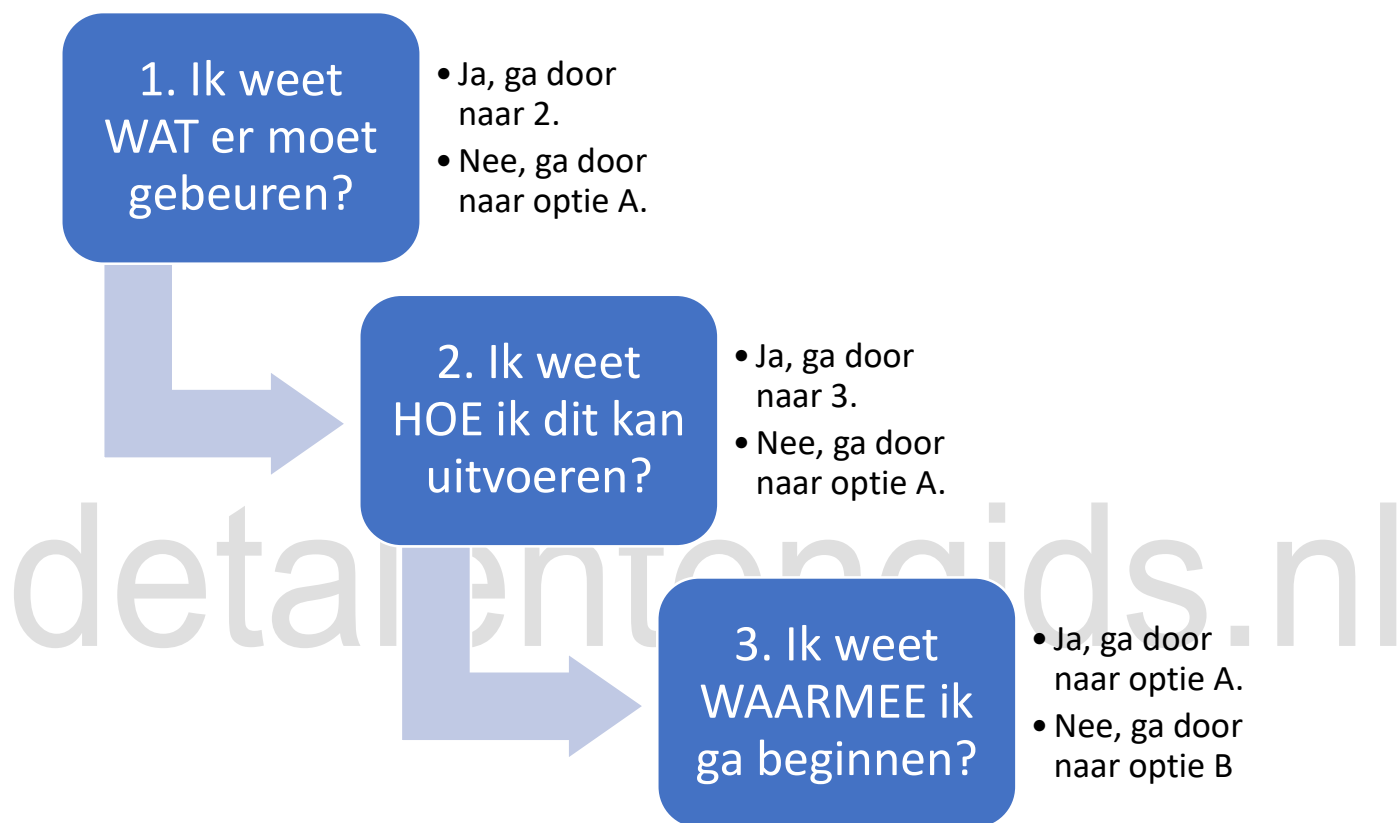 1. Ik weet
WAT er moet
gebeuren?
• Ja, ga door
naar 2.
• Nee, ga door
naar optie A.
2. Ik weet
HOE ik dit kan
uitvoeren?
• Ja, ga door
naar 3.
• Nee, ga door
naar optie A.
detalentengids.nl
3. Ik weet
WAARMEE ik
ga beginnen?
• Ja, ga door
naar optie A.
• Nee, ga door
naar optie B